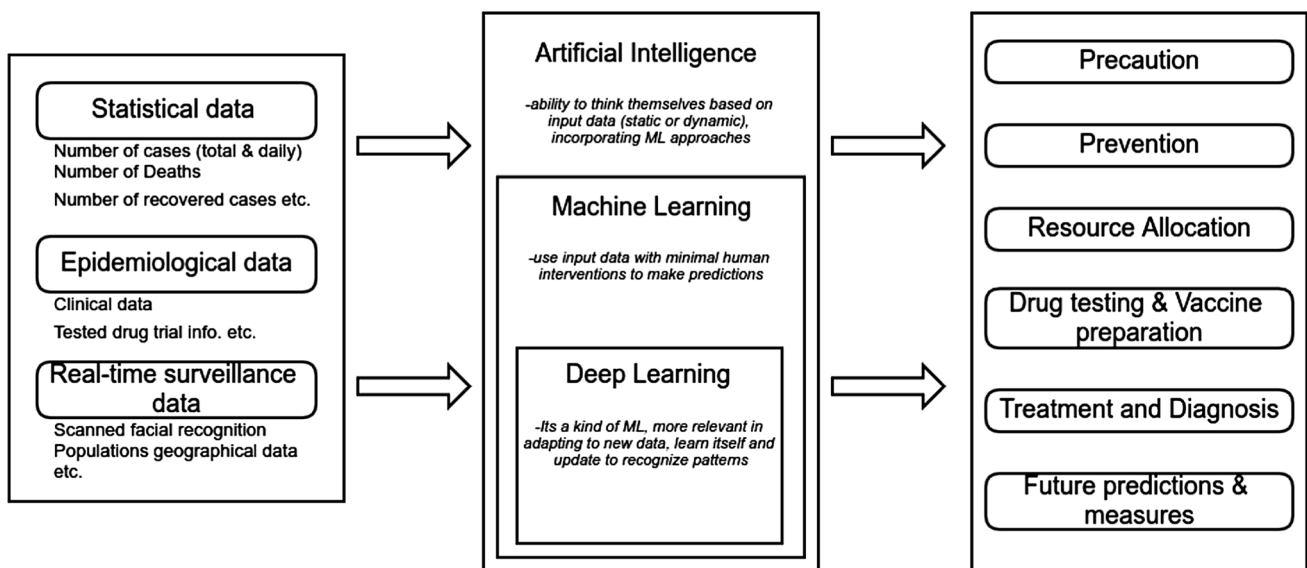 Statistical data
Number of cases (total & daily)
Number of Deaths
Number of recovered cases etc.
Epidemiological data
Clinical data
Tested drug trial info. etc.
Real-time surveillance
data
Scanned facial recognition
Populations geographical data
etc.
Artificial Intelligence
-ability to think themselves based on
input data (static or dynamic),
incorporating ML approaches
Machine Learning
-use input data with minimal human
interventions to make predictions
Deep Learning
-Its a kind of ML, more relevant in
adapting to new data, learn itself and
update to recognize patterns
Precaution
Prevention
Resource Allocation
Drug testing & Vaccine
preparation
Treatment and Diagnosis
Future predictions &
measures